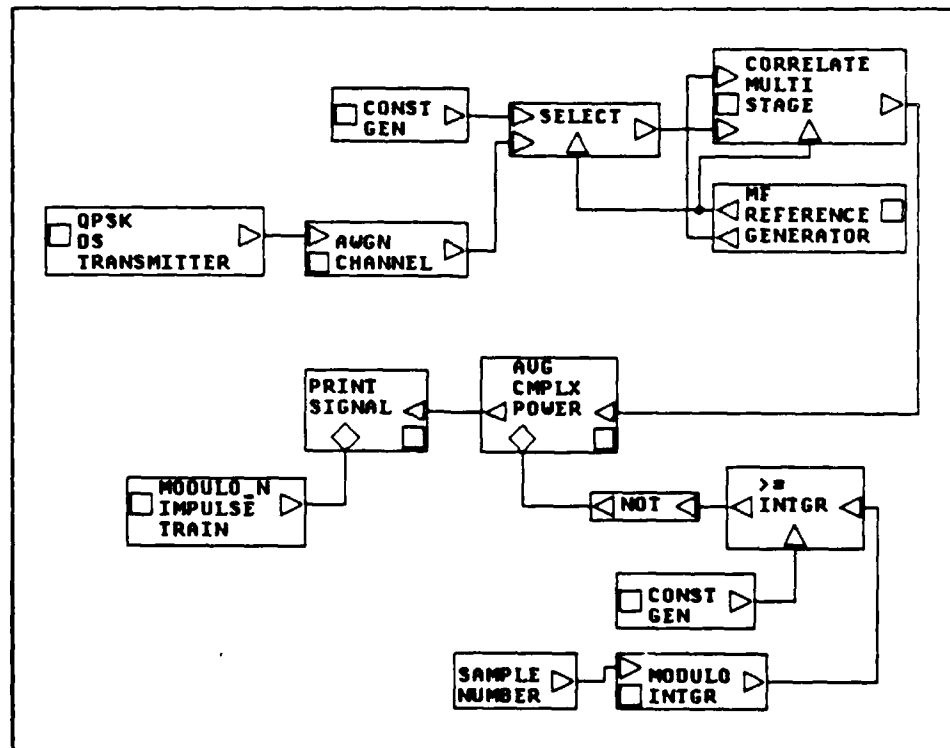 CORRELATE
MULTI
STAGE
CONST
GEN
SELECT
MF
REFERENCE
GENERATOR
QPSK
DS
TRANSMITTER
AWGN
CHANNEL
AVG
CMPLX
POWER
PRINT
SIGNAL
MODULO_N
IMPULSE
TRAIN
NOT
>=
INTGR
CONST
GEN
SAMPLE
NUMBER
MODULO
INTGR